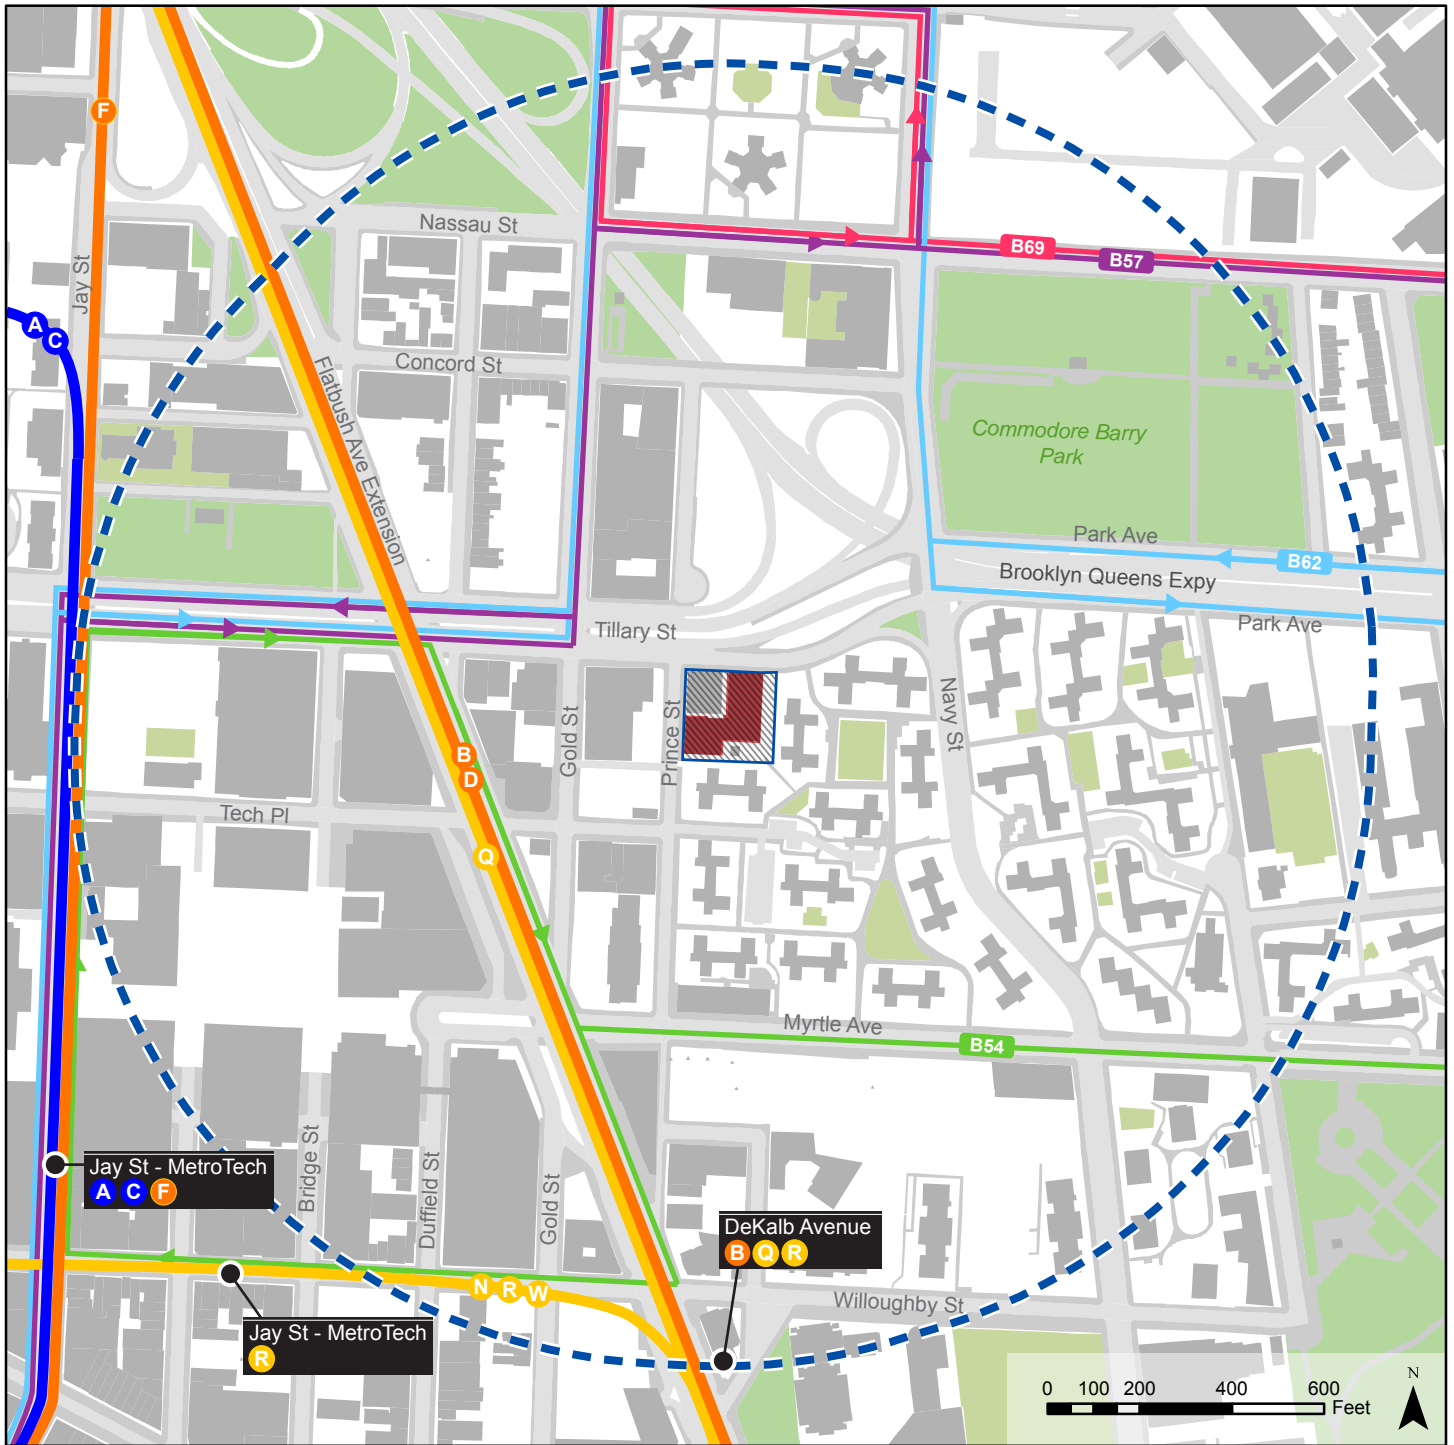 F
Nassau St
B69
B57
Jay St
A
C
Concord St
Flatbush Ave Extension
Commodore Barry
Park
Park Ave
B62
Brooklyn Queens Expy
Park Ave
Tillary St
Navy St
Gold St
Prince St
B
D
Tech Pl
Q
Myrtle Ave
B54
Jay St - MetroTech
A C F
Bridge St
Duffield St
Gold St
DeKalb Avenue
B Q R
N R W
Willoughby St
Jay St - MetroTech
R
N
0 100 200 400 600
Feet